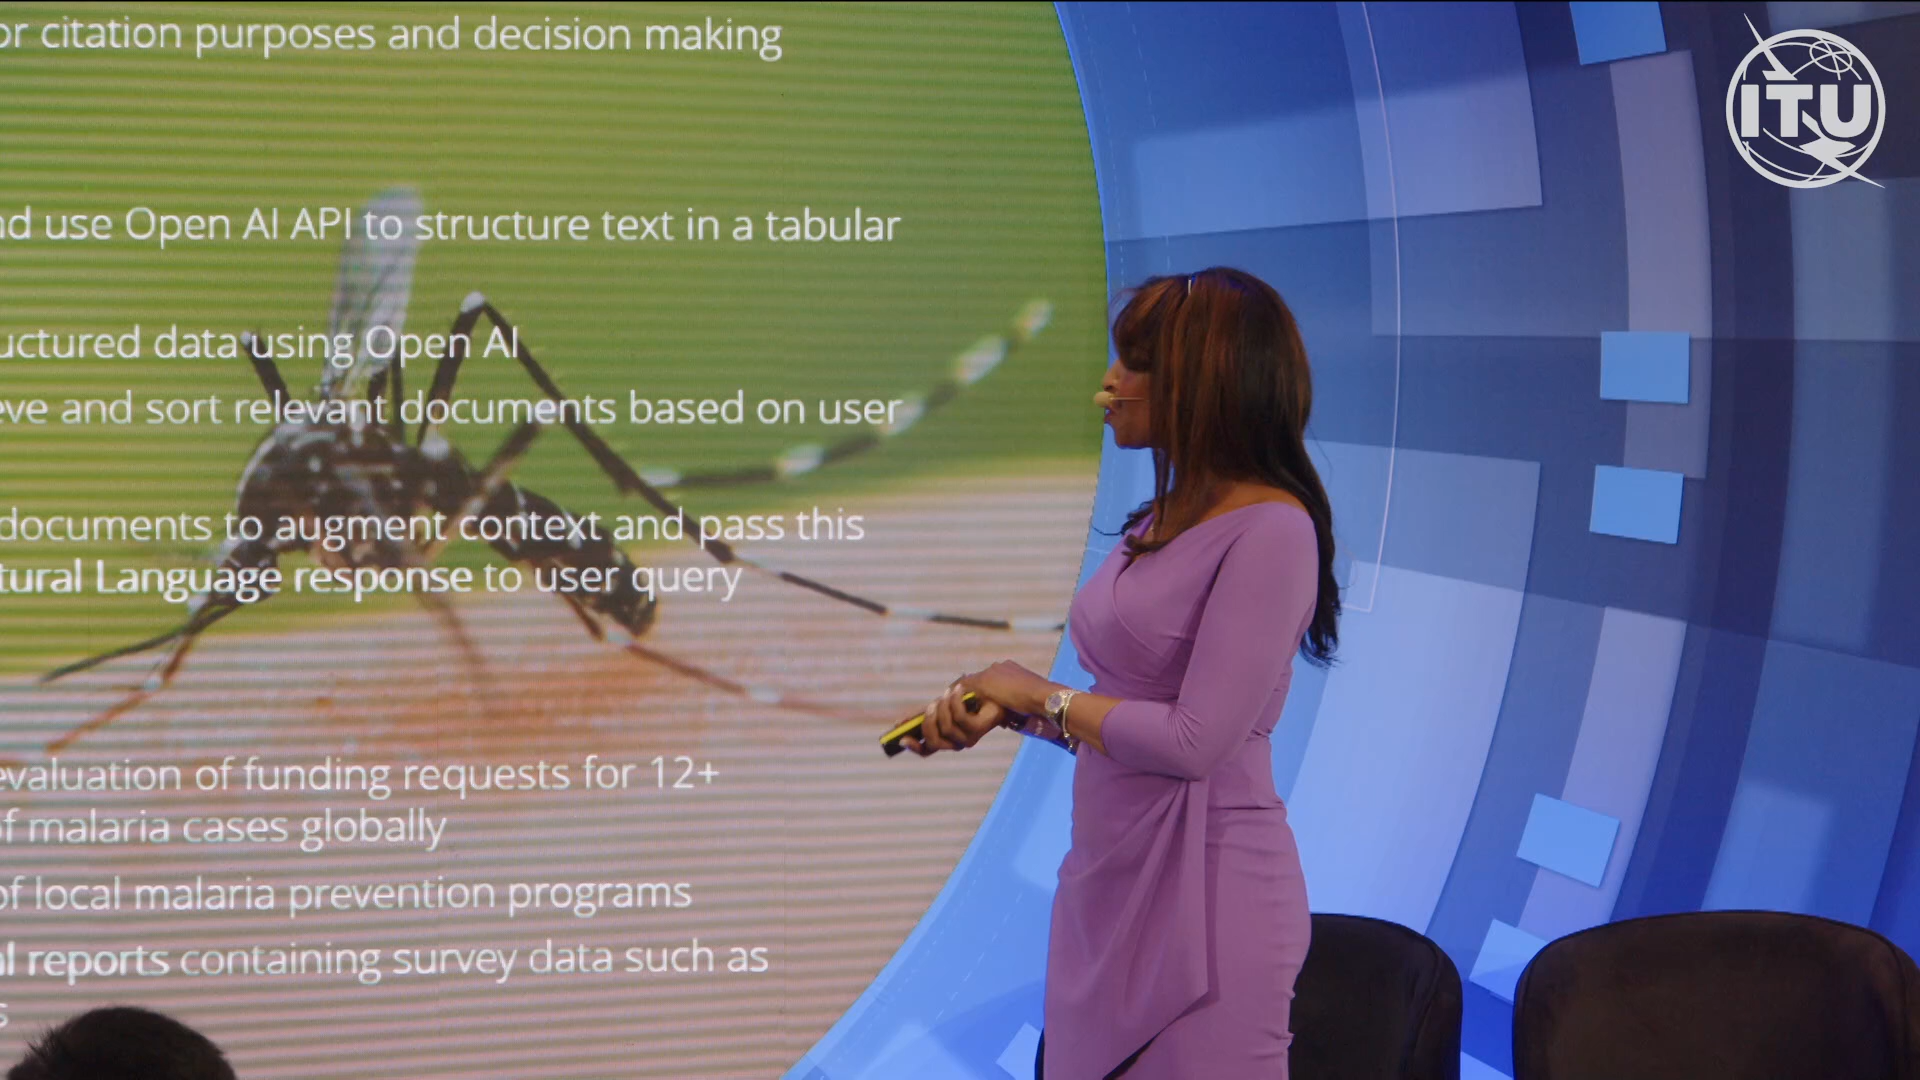 or citation purposes and decision making
ITU
nd use Open AI API to structure text in a tabular
uctured data using Open AI
eve and sort relevant documents based on user
documents to augment context and pass this
tural Language response to user query
evaluation of funding requests for 12+
of malaria cases globally
of local malaria prevention programs
al reports containing survey data such as
s